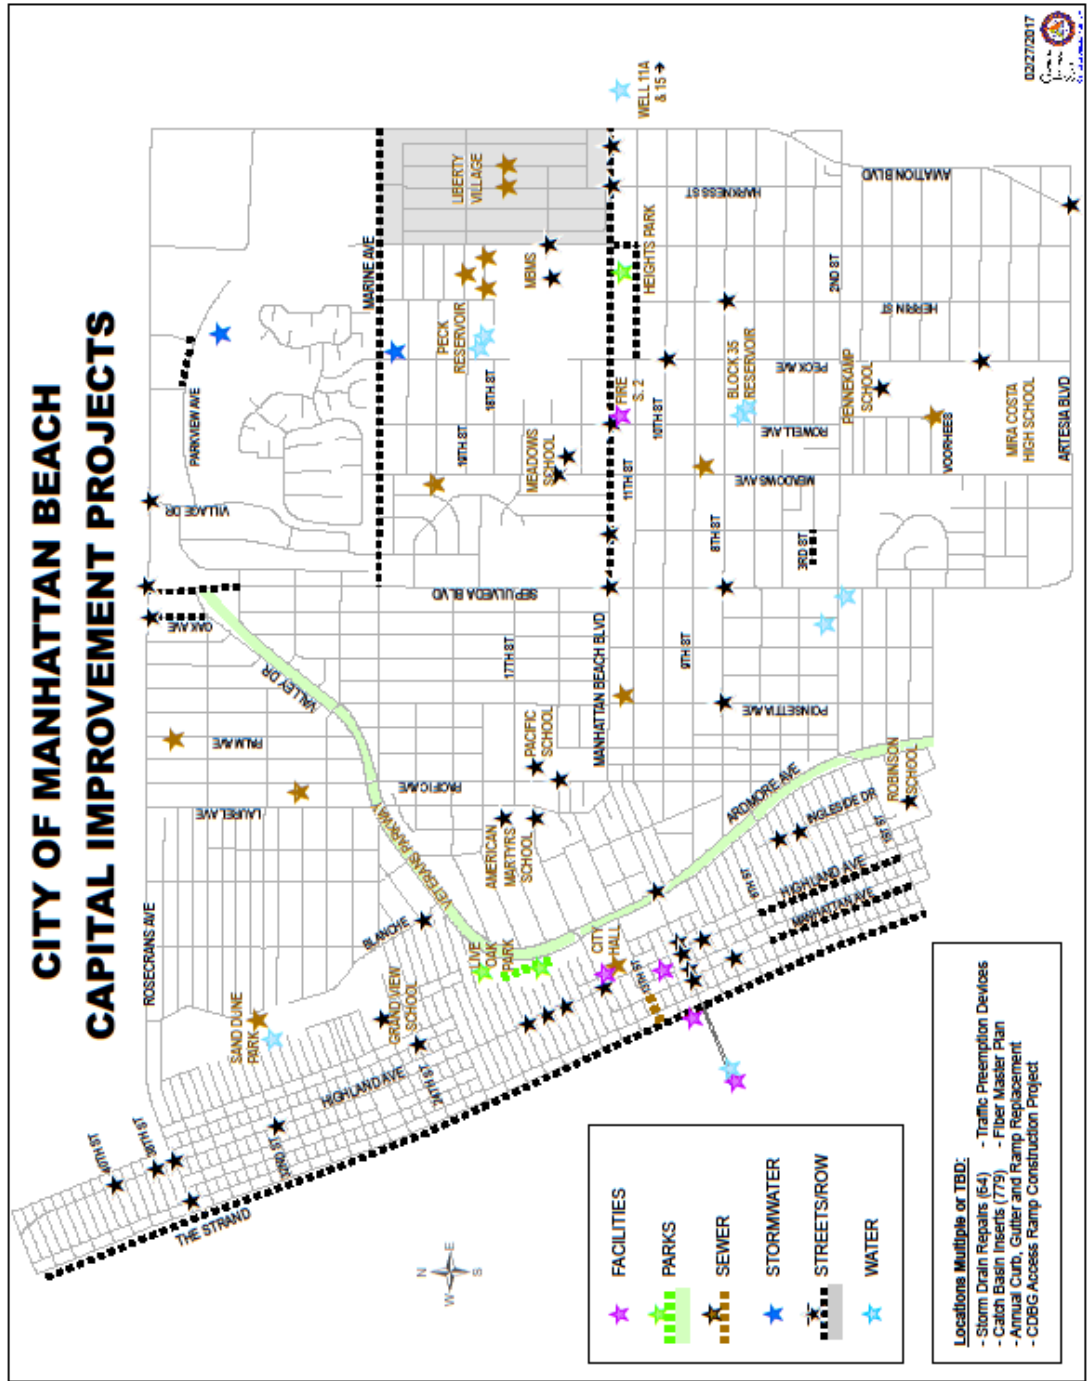 CITY OF MANHATTAN BEACH
CAPITAL IMPROVEMENT PROJECTS
02/27/2017
ROSECRANS AVE
OAK AVE
VILLAGE DR
PARKVIEW AVE
40TH ST
36TH ST
THE STRAND
32ND ST
SAND DUNE
PARK
LAUREL AVE
PALM AVE
VALLEY DR
MARINE AVE
HIGHLAND AVE
24TH ST
GRAND VIEW
SCHOOL
BLANCHE
VETERANS PARKWAY
PACIFIC AVE
SEPULVEDA BLVD
19TH ST
18TH ST
PECK
RESERVOIR
LIBERTY
VILLAGE
LIVE
OAK
PARK
AMERICAN
MARTYRS
SCHOOL
PACIFIC
SCHOOL
17TH ST
MEADOWS
SCHOOL
MBMS
CITY
HALL
MANHATTAN BEACH BLVD
11TH ST
FIRE
S. 2
HEIGHTS PARK
WELL 11A
& 15 →
10TH ST
9TH ST
8TH ST
HARKNESS ST
ARDMORE AVE
POINSETTIA AVE
MEADOWS AVE
ROWELL AVE
BLOCK 35
RESERVOIR
PECK AVE
HERRIN ST
2ND ST
AVIATION BLVD
3RD ST
HIGHLAND AVE
MANHATTAN AVE
INGLESIDE DR
1ST ST
ROBINSON
SCHOOL
PENNEKAMP
SCHOOL
VOORHEES
MIRA COSTA
HIGH SCHOOL
ARTESIA BLVD
N
W
E
S
FACILITIES
PARKS
SEWER
STORMWATER
STREETS/ROW
WATER
Locations Multiple or TBD:
- Storm Drain Repairs (64) - Traffic Preemption Devices
- Catch Basin Inserts (779) - Fiber Master Plan
- Annual Curb, Gutter and Ramp Replacement
- CDBG Access Ramp Construction Project